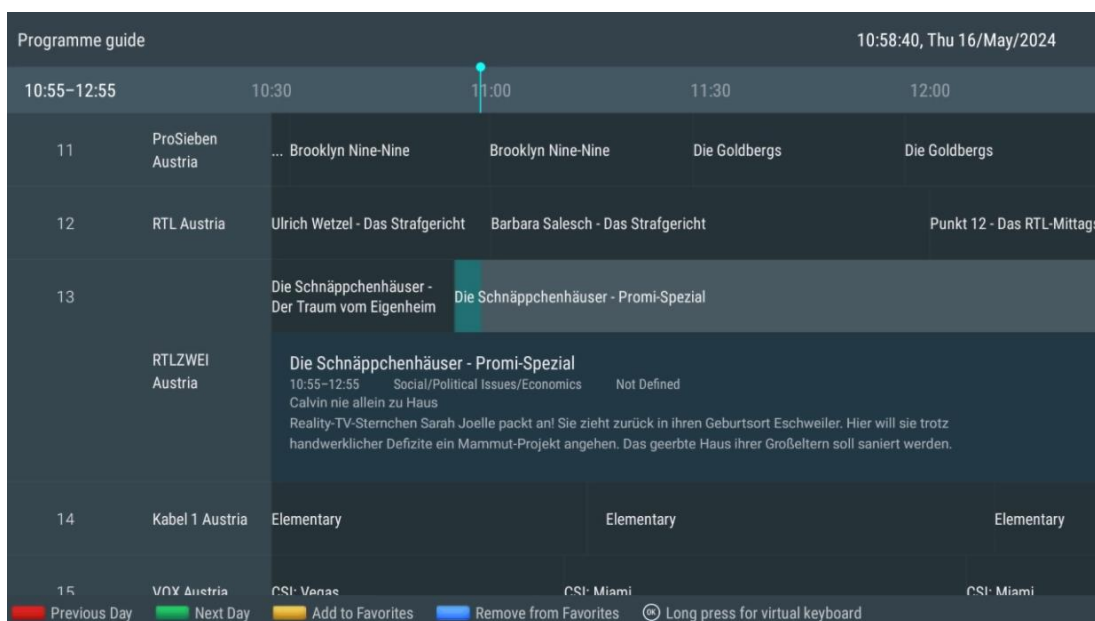 Programme guide
10:58:40, Thu 16/May/2024
10:55–12:55
10:30
11:00
11:30
12:00
11
ProSieben
Austria
... Brooklyn Nine-Nine
Brooklyn Nine-Nine
Die Goldbergs
Die Goldbergs
12
RTL Austria
Ulrich Wetzel - Das Strafgericht
Barbara Salesch - Das Strafgericht
Punkt 12 - Das RTL-Mittags
13
Die Schnäppchenhäuser -
Der Traum vom Eigenheim
Die Schnäppchenhäuser - Promi-Spezial
RTLZWEI
Austria
Die Schnäppchenhäuser - Promi-Spezial
10:55–12:55 Social/Political Issues/Economics Not Defined
Calvin nie allein zu Haus
Reality-TV-Sternchen Sarah Joelle packt an! Sie zieht zurück in ihren Geburtsort Eschweiler. Hier will sie trotz
handwerklicher Defizite ein Mammut-Projekt angehen. Das geerbte Haus ihrer Großeltern soll saniert werden.
14
Kabel 1 Austria
Elementary
Elementary
Elementary
15
VOX Austria
CSI: Vegas
CSI: Miami
CSI: Miami
Previous Day
Next Day
Add to Favorites
Remove from Favorites
OK Long press for virtual keyboard